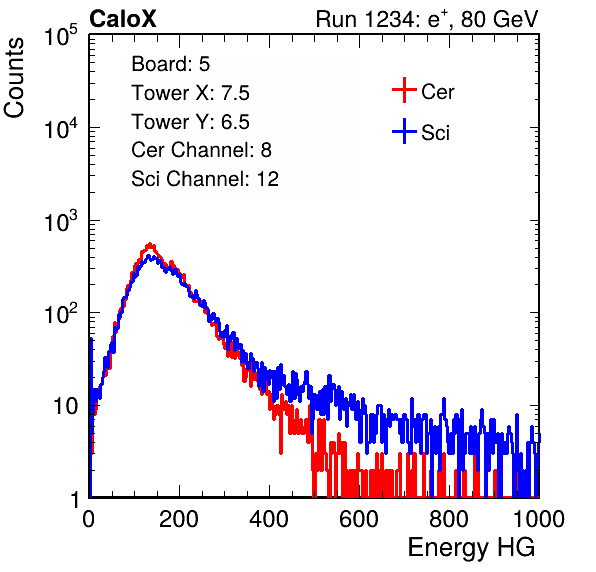 CaloX Run 1234: e⁺, 80 GeV
Counts
10⁵
10⁴
10³
10²
10
1
Board: 5
Tower X: 7.5
Tower Y: 6.5
Cer Channel: 8
Sci Channel: 12
Cer
Sci
0 200 400 600 800 1000
Energy HG